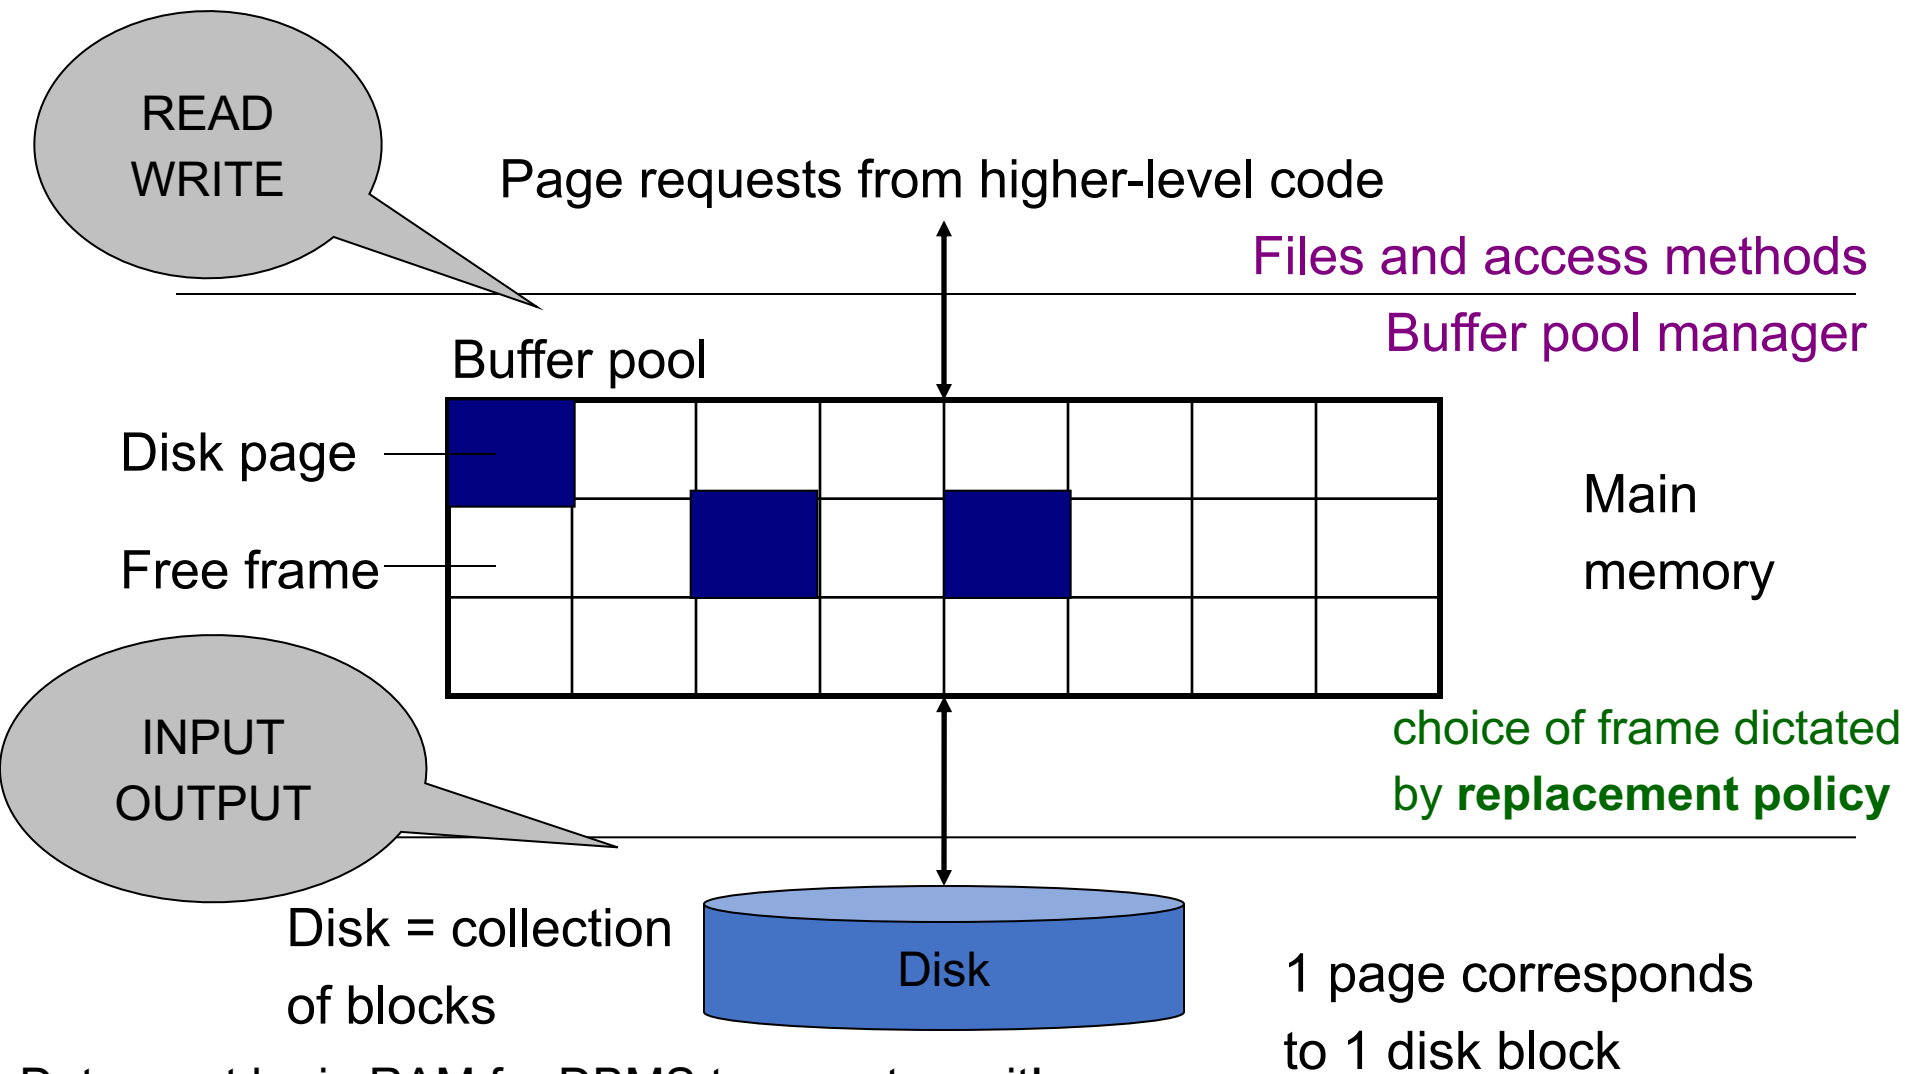 READ
WRITE
Page requests from higher-level code
Files and access methods
Buffer pool manager
Buffer pool
Disk page
Free frame
Main
memory
INPUT
OUTPUT
choice of frame dictated
by replacement policy
Disk = collection
of blocks
Disk
1 page corresponds
to 1 disk block